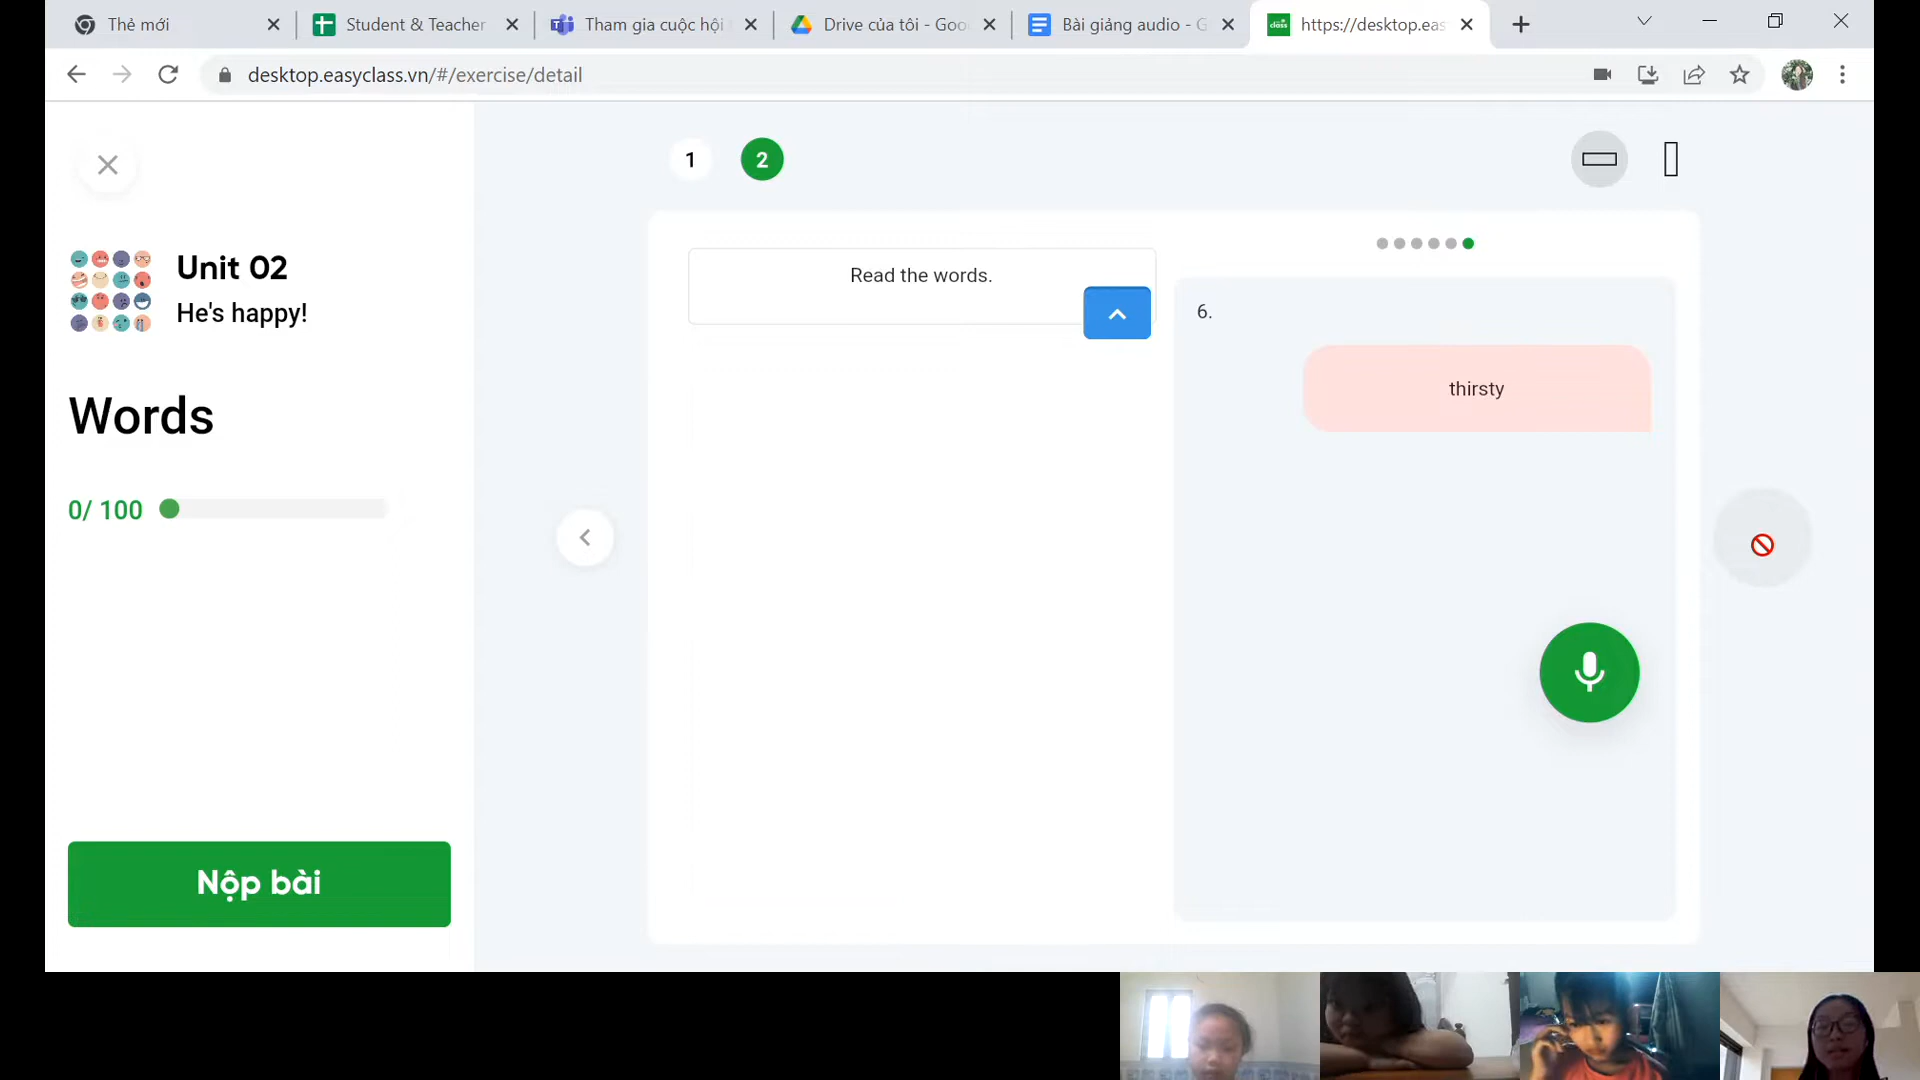 Thẻ mới
Student & Teacher
Tham gia cuộc hội
Drive của tôi - Goo
Bài giảng audio - G
https://desktop.eas
desktop.easyclass.vn/#/exercise/detail
1
2
Unit 02
He's happy!
Read the words.
6.
thirsty
Words
0/ 100
Nộp bài